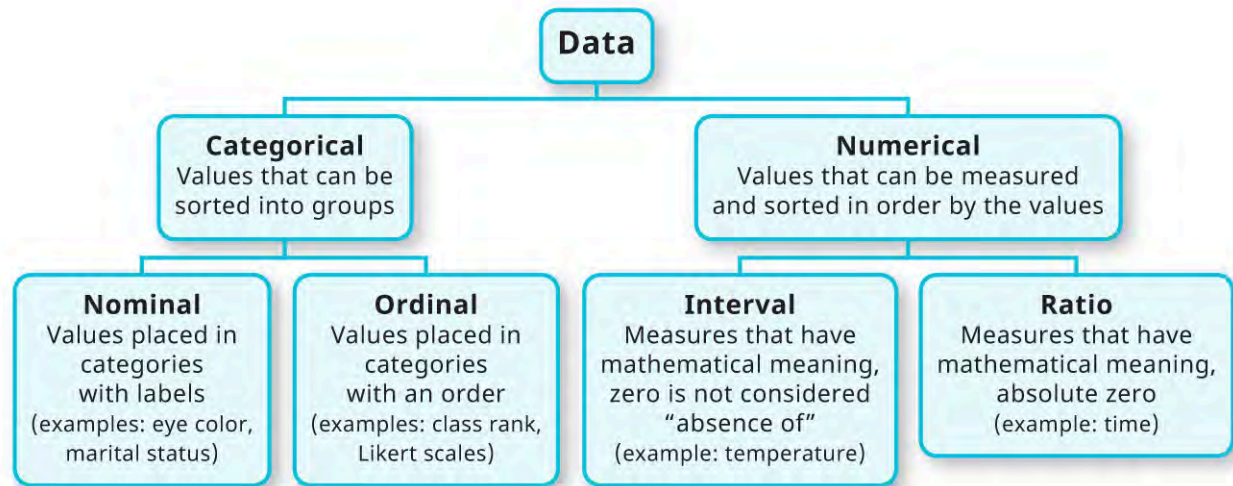 Data
Categorical
Values that can be
sorted into groups
Numerical
Values that can be measured
and sorted in order by the values
Nominal
Values placed in
categories
with labels
(examples: eye color,
marital status)
Ordinal
Values placed in
categories
with an order
(examples: class rank,
Likert scales)
Interval
Measures that have
mathematical meaning,
zero is not considered
“absence of”
(example: temperature)
Ratio
Measures that have
mathematical meaning,
absolute zero
(example: time)